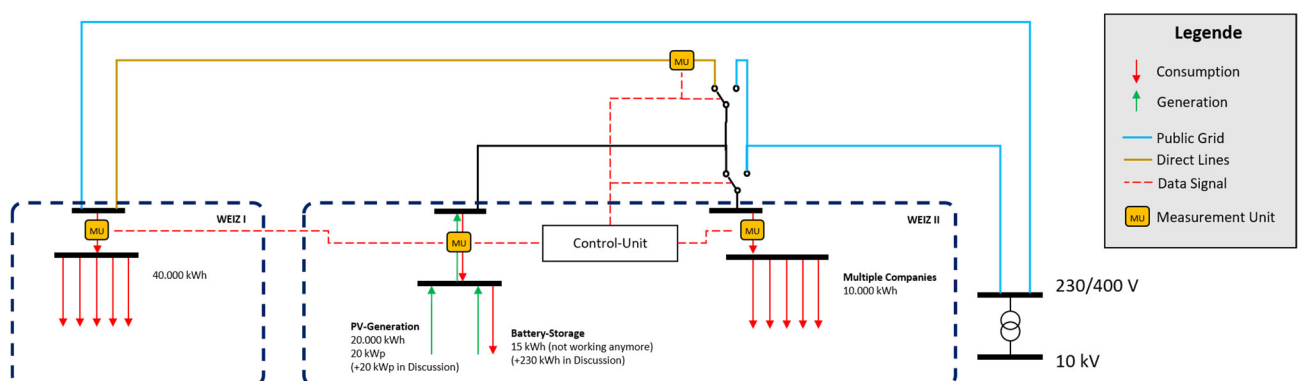 Legende
Consumption
Generation
Public Grid
Direct Lines
Data Signal
MU Measurement Unit
MU
WEIZ I
MU
40.000 kWh
WEIZ II
MU
Control-Unit
MU
PV-Generation
20.000 kWh
20 kWp
(+20 kWp in Discussion)
Battery-Storage
15 kWh (not working anymore)
(+230 kWh in Discussion)
Multiple Companies
10.000 kWh
230/400 V
10 kV